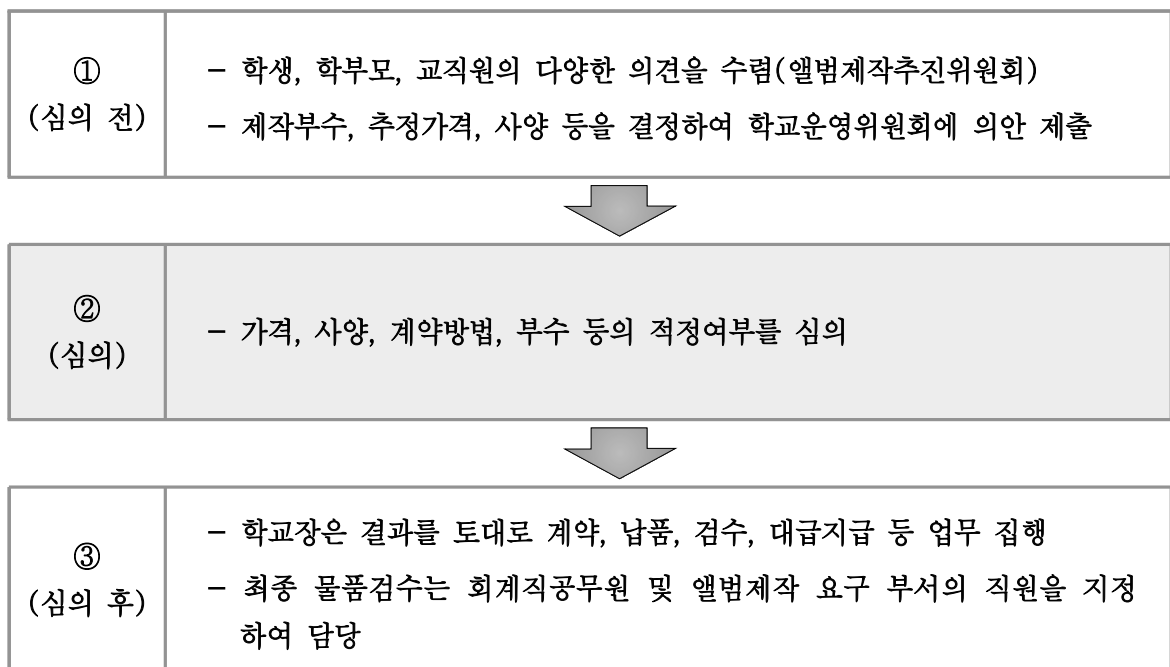 ①
(심의 전)
– 학생, 학부모, 교직원의 다양한 의견을 수렴(앨범제작추진위원회)
– 제작부수, 추정가격, 사양 등을 결정하여 학교운영위원회에 의안 제출
②
(심의)
– 가격, 사양, 계약방법, 부수 등의 적정여부를 심의
③
(심의 후)
– 학교장은 결과를 토대로 계약, 납품, 검수, 대급지급 등 업무 집행
– 최종 물품검수는 회계직공무원 및 앨범제작 요구 부서의 직원을 지정
하여 담당